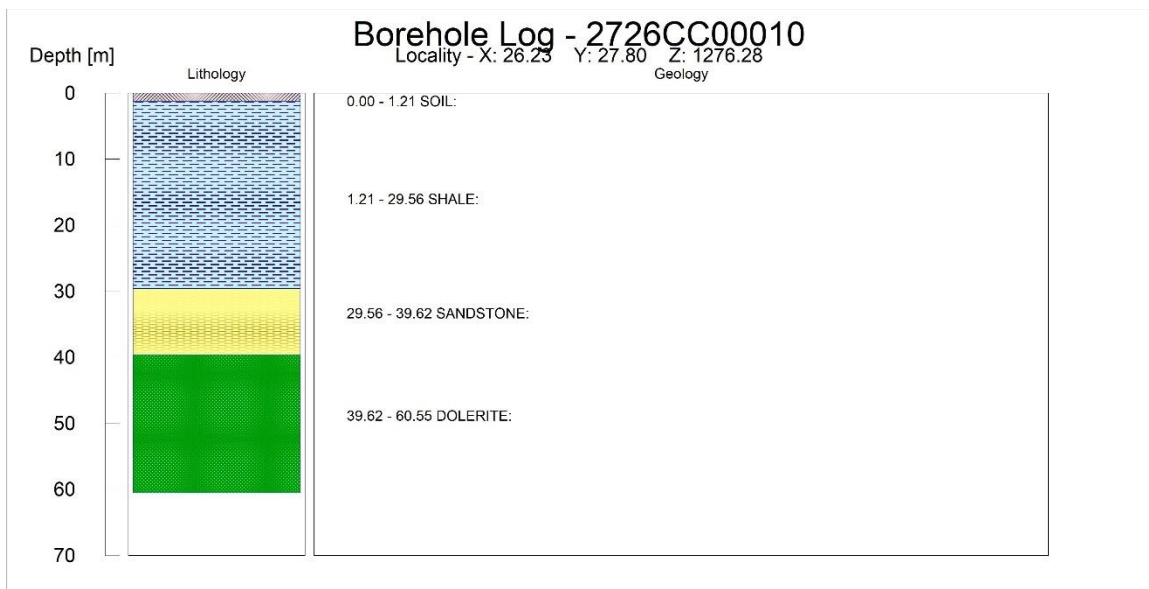 Borehole Log - 2726CC00010
Locality - X: 26.23 Y: 27.80 Z: 1276.28
Depth [m]
Lithology
Geology
0
0.00 - 1.21 SOIL:
10
1.21 - 29.56 SHALE:
20
30
29.56 - 39.62 SANDSTONE:
40
39.62 - 60.55 DOLERITE:
50
60
70